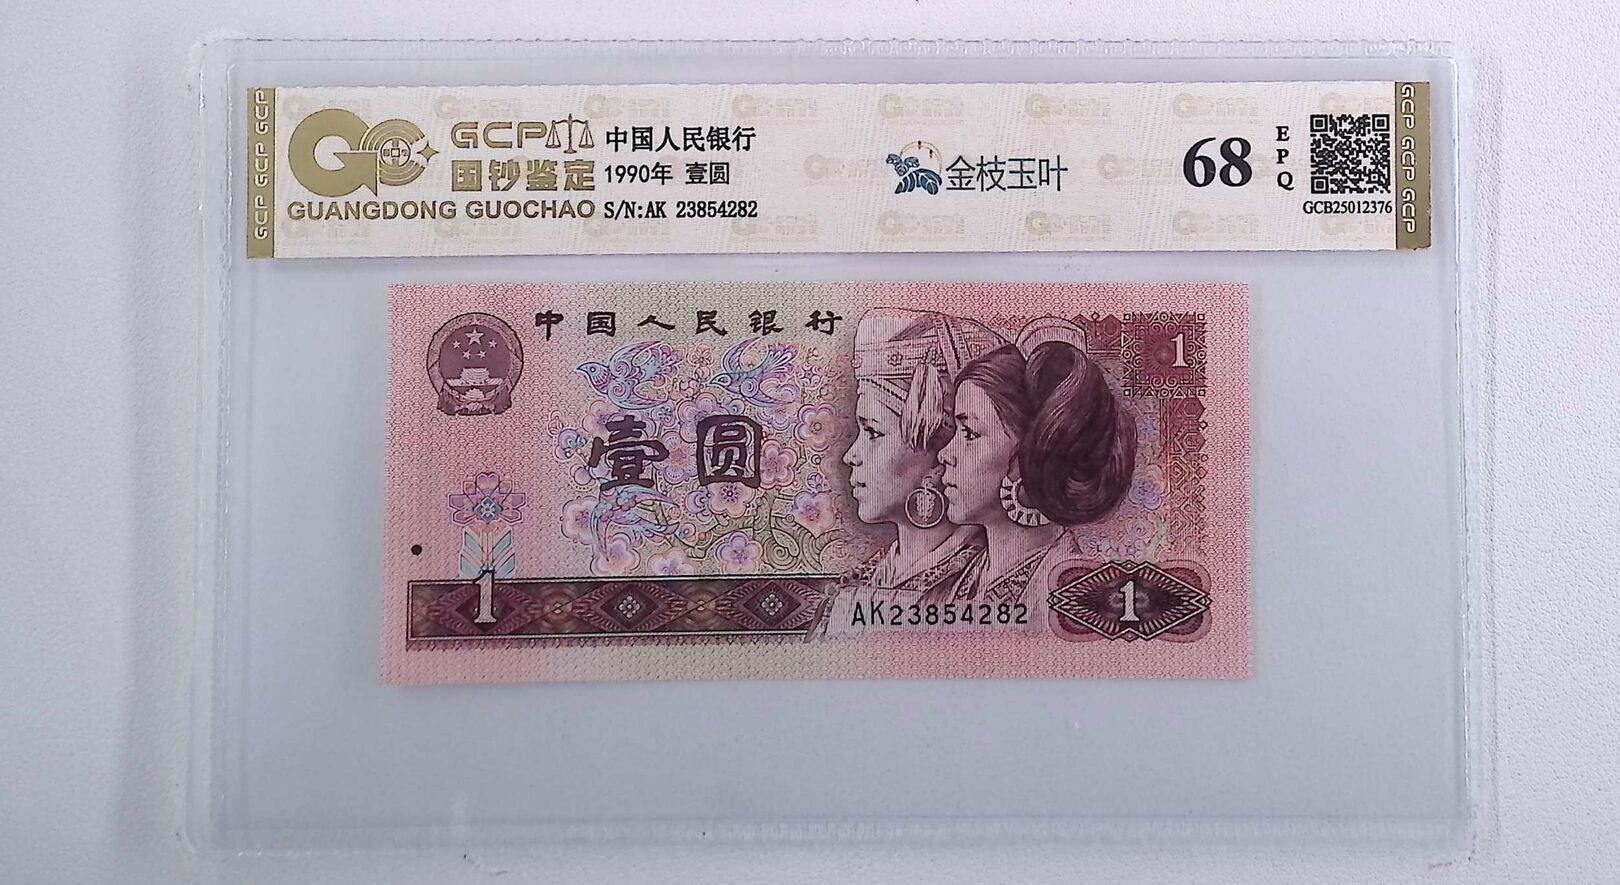 GCP
国钞鉴定
GUANGDONG GUOCHAO
中国人民银行
1990年 壹圆
S/N:AK 23854282
金枝玉叶
68
EPQ
GCB25012376
GCP GCP GCP
GCP GCP GCP
中国人民银行
1
壹圆
1
AK23854282
1